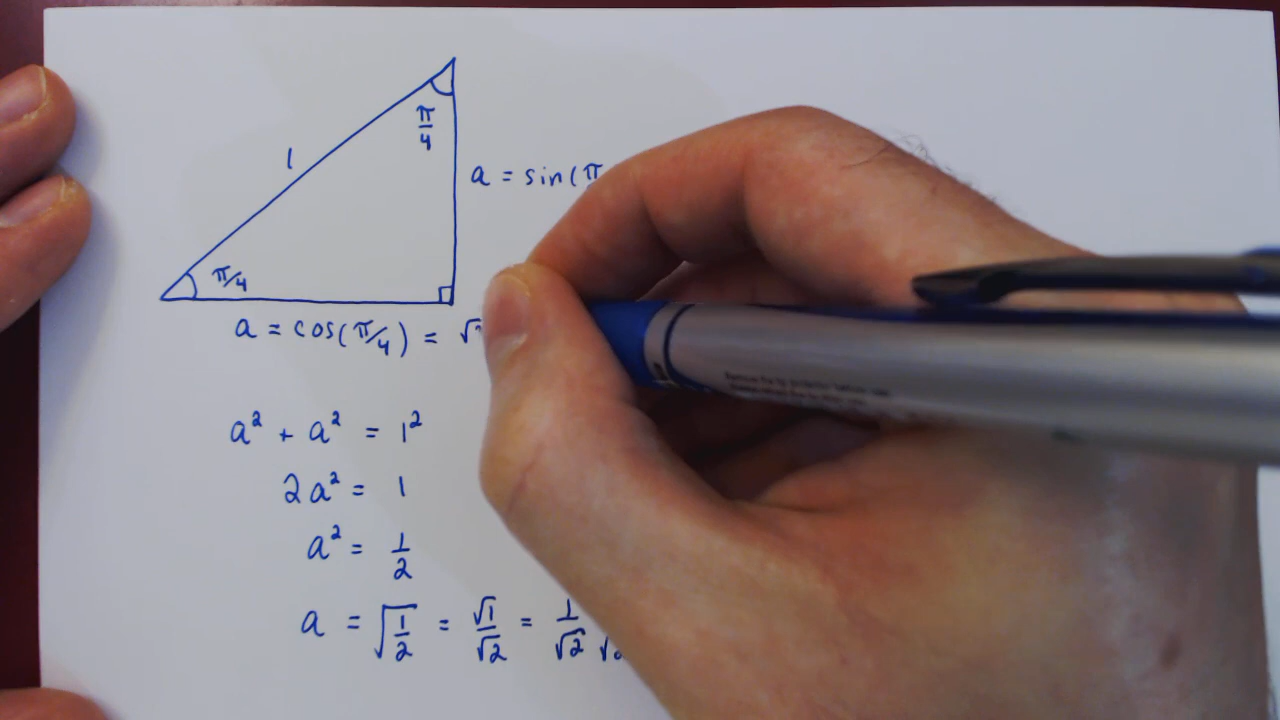 π/4
1
a = sin(π
π/4
a = cos(π/4) = √
a² + a² = 1²
2a² = 1
a² = 1/2
a = √(1/2) = √1/√2 = 1/√2 √